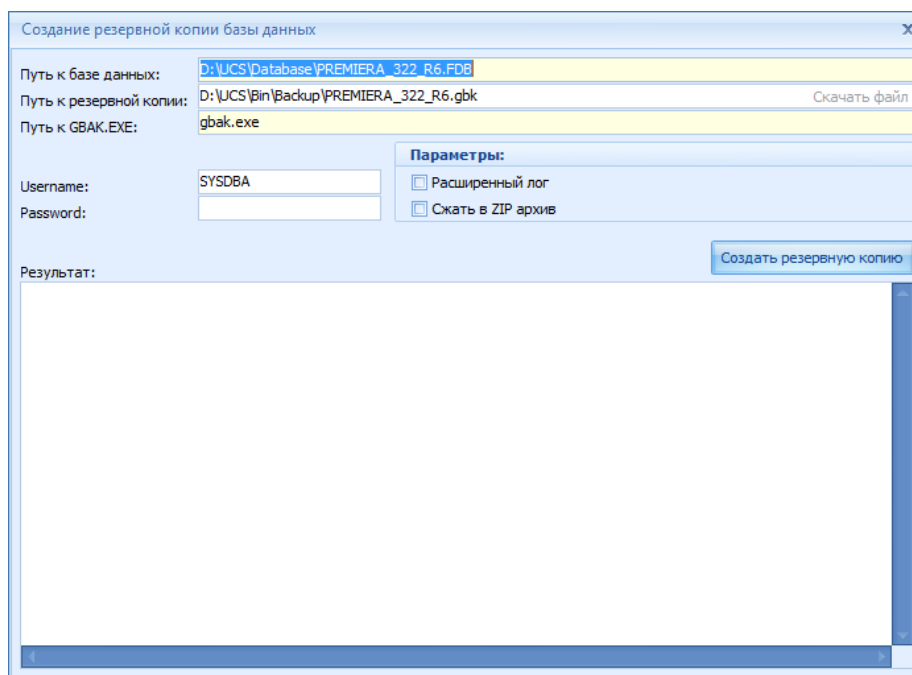 Создание резервной копии базы данных
Путь к базе данных: D:\UCS\Database\PREMIERA_322_R6.FDB
Путь к резервной копии: D:\UCS\Bin\Backup\PREMIERA_322_R6.gbk Скачать файл
Путь к GBAK.EXE: gbak.exe
Параметры:
Username: SYSDBA
Расширенный лог
Password:
Сжать в ZIP архив
Создать резервную копию
Результат: